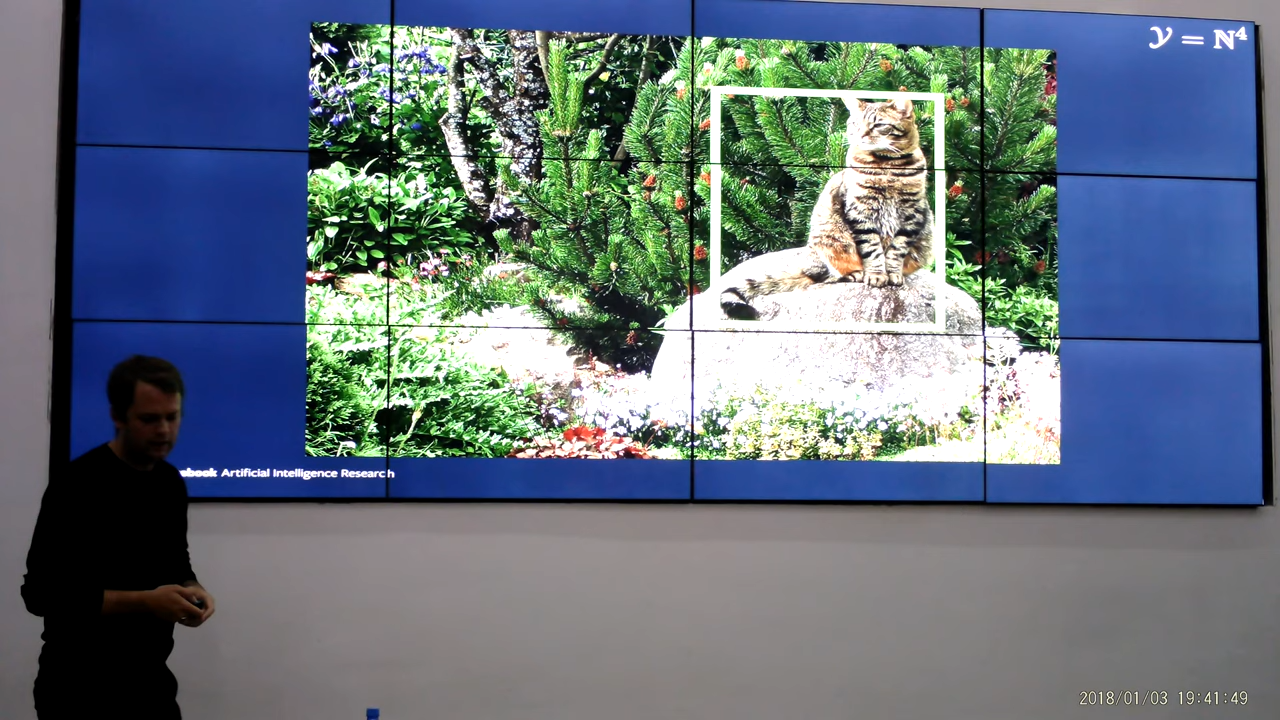 𝒴 = ℕ⁴
Artificial Intelligence Research
2018/01/03 19:41:49